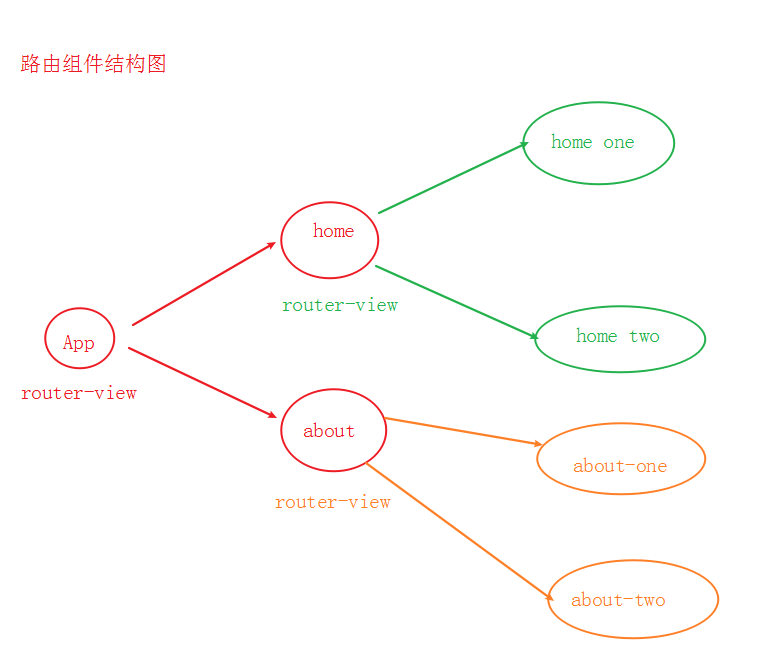 路由组件结构图
home one
home
router-view
home two
App
router-view
about
about-one
router-view
about-two